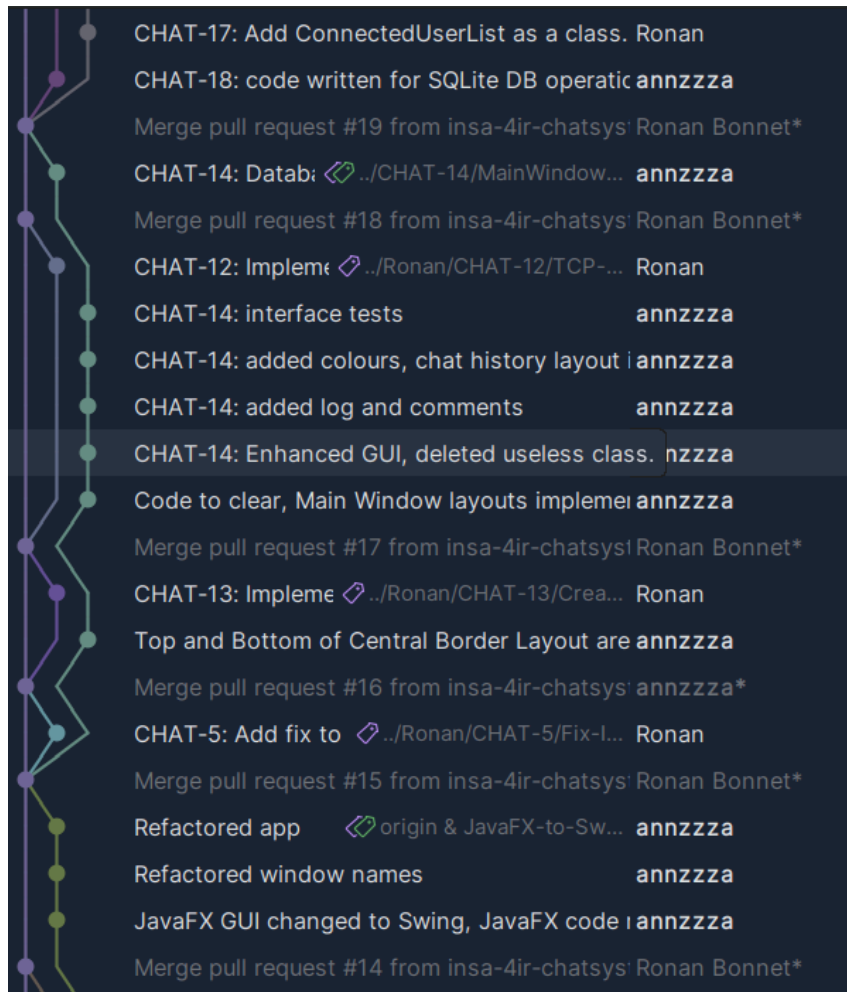 CHAT-17: Add ConnectedUserList as a class. Ronan
CHAT-18: code written for SQLite DB operatic annzzza
Merge pull request #19 from insa-4ir-chatsyst Ronan Bonnet*
CHAT-14: Databa ../CHAT-14/MainWindow... annzzza
Merge pull request #18 from insa-4ir-chatsyst Ronan Bonnet*
CHAT-12: Impleme ../Ronan/CHAT-12/TCP-... Ronan
CHAT-14: interface tests annzzza
CHAT-14: added colours, chat history layout i annzzza
CHAT-14: added log and comments annzzza
CHAT-14: Enhanced GUI, deleted useless class. nzzza
Code to clear, Main Window layouts implemen annzzza
Merge pull request #17 from insa-4ir-chatsyst Ronan Bonnet*
CHAT-13: Impleme ../Ronan/CHAT-13/Crea... Ronan
Top and Bottom of Central Border Layout are annzzza
Merge pull request #16 from insa-4ir-chatsyst annzzza*
CHAT-5: Add fix to ../Ronan/CHAT-5/Fix-I... Ronan
Merge pull request #15 from insa-4ir-chatsyst Ronan Bonnet*
Refactored app origin & JavaFX-to-Sw... annzzza
Refactored window names annzzza
JavaFX GUI changed to Swing, JavaFX code annzzza
Merge pull request #14 from insa-4ir-chatsyst Ronan Bonnet*